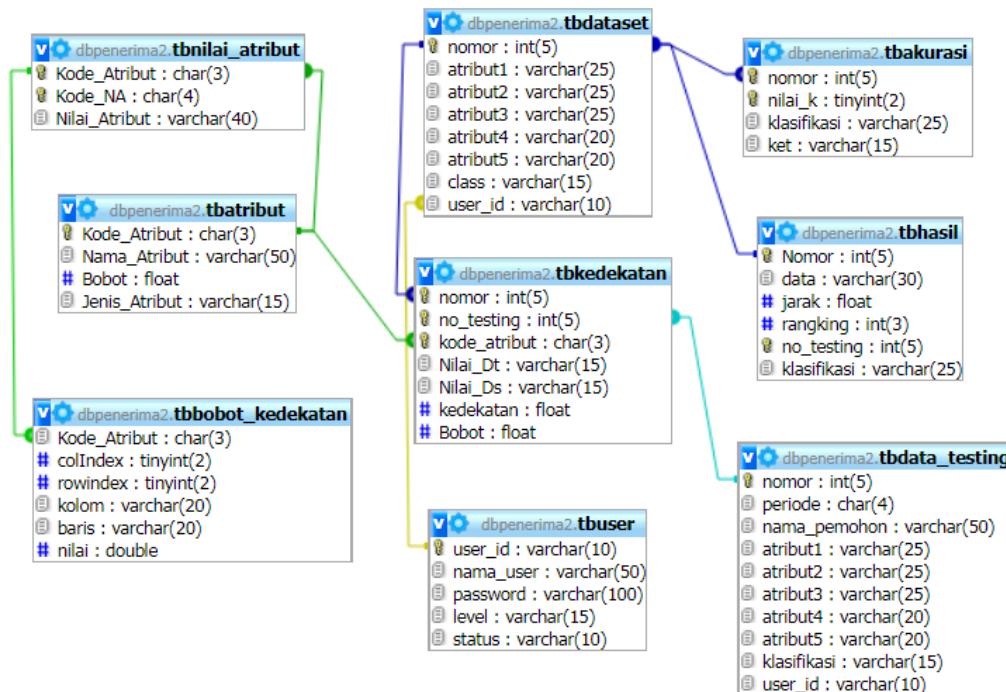 dbpenerima2.tbnilai_atribut
Kode_Atribut : char(3)
Kode_NA : char(4)
Nilai_Atribut : varchar(40)
dbpenerima2.tbatribut
Kode_Atribut : char(3)
Nama_Atribut : varchar(50)
Bobot : float
Jenis_Atribut : varchar(15)
dbpenerima2.tbbobot_kedekatan
Kode_Atribut : char(3)
colIndex : tinyint(2)
rowindex : tinyint(2)
kolom : varchar(20)
baris : varchar(20)
nilai : double
dbpenerima2.tbdataset
nomor : int(5)
atribut1 : varchar(25)
atribut2 : varchar(25)
atribut3 : varchar(25)
atribut4 : varchar(20)
atribut5 : varchar(20)
class : varchar(15)
user_id : varchar(10)
dbpenerima2.tbkedekatan
nomor : int(5)
no_testing : int(5)
kode_atribut : char(3)
Nilai_Dt : varchar(15)
Nilai_Ds : varchar(15)
kedekatan : float
Bobot : float
dbpenerima2.tbuser
user_id : varchar(10)
nama_user : varchar(50)
password : varchar(100)
level : varchar(15)
status : varchar(10)
dbpenerima2.tbakurasi
nomor : int(5)
nilai_k : tinyint(2)
klasifikasi : varchar(25)
ket : varchar(15)
dbpenerima2.tbhasil
Nomor : int(5)
data : varchar(30)
jarak : float
rangking : int(3)
no_testing : int(5)
klasifikasi : varchar(25)
dbpenerima2.tbdata_testing
nomor : int(5)
periode : char(4)
nama_pemohon : varchar(50)
atribut1 : varchar(25)
atribut2 : varchar(25)
atribut3 : varchar(25)
atribut4 : varchar(20)
atribut5 : varchar(20)
klasifikasi : varchar(15)
user_id : varchar(10)